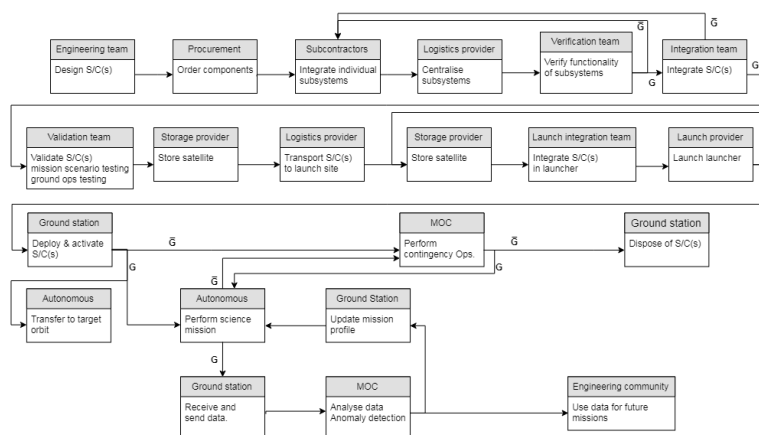 G̅
G̅
Engineering team
Design S/C(s)
Procurement
Order components
Subcontractors
Integrate individual
subsystems
Logistics provider
Centralise
subsystems
Verification team
Verify functionality
of subsystems
G
Integration team
Integrate S/C(s)
G
Validation team
Validate S/C(s)
mission scenario testing
ground ops testing
Storage provider
Store satellite
Logistics provider
Transport S/C(s)
to launch site
Storage provider
Store satellite
Launch integration team
Integrate S/C(s)
in launcher
Launch provider
Launch launcher
Ground station
Deploy & activate
S/C(s)
G̅
G
MOC
Perform
contingency Ops.
G̅
G
Ground station
Dispose of S/C(s)
Autonomous
Transfer to target
orbit
G̅
Autonomous
Perform science
mission
G
Ground Station
Update mission
profile
Ground station
Receive and
send data.
MOC
Analyse data
Anomaly detection
Engineering community
Use data for future
missions